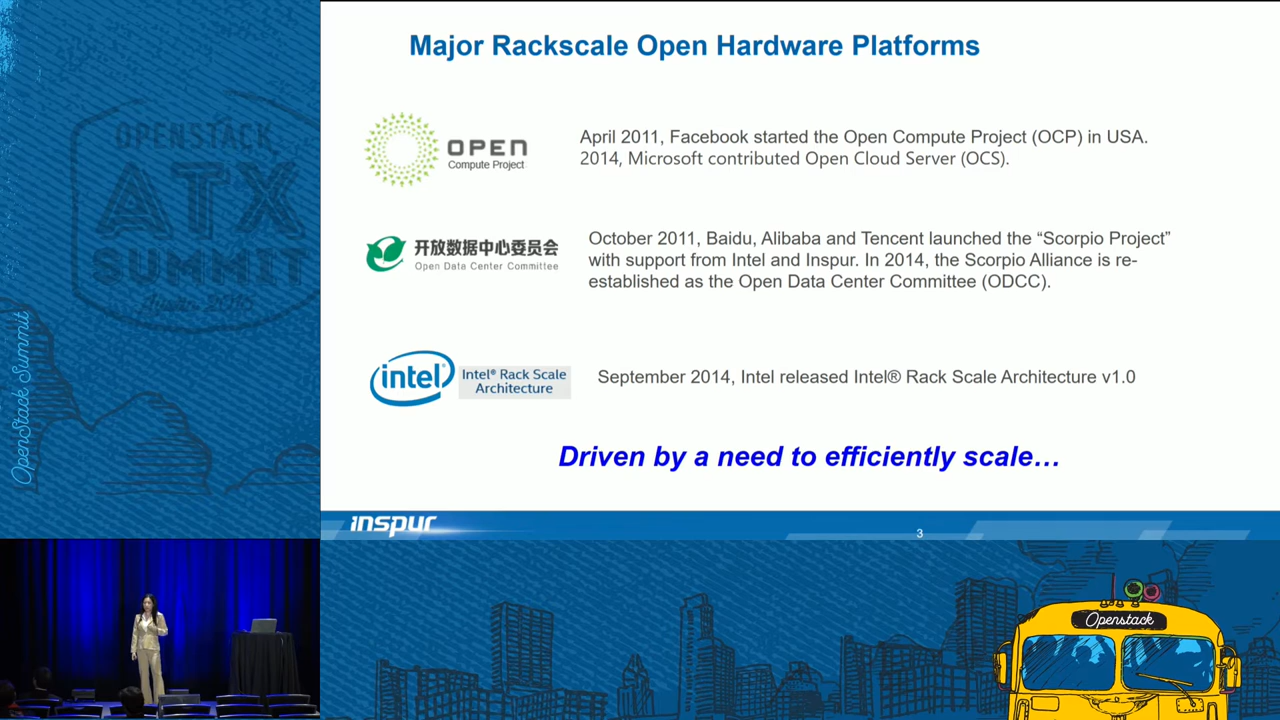 Major Rackscale Open Hardware Platforms
OPEN
Compute Project
April 2011, Facebook started the Open Compute Project (OCP) in USA.
2014, Microsoft contributed Open Cloud Server (OCS).
开放数据中心委员会
Open Data Center Committee
October 2011, Baidu, Alibaba and Tencent launched the “Scorpio Project”
with support from Intel and Inspur. In 2014, the Scorpio Alliance is re-
established as the Open Data Center Committee (ODCC).
intel
Intel® Rack Scale
Architecture
September 2014, Intel released Intel® Rack Scale Architecture v1.0
Driven by a need to efficiently scale…
inspur
3
OPENSTACK
ATX
SUMMIT
OpenStack Summit
Openstack